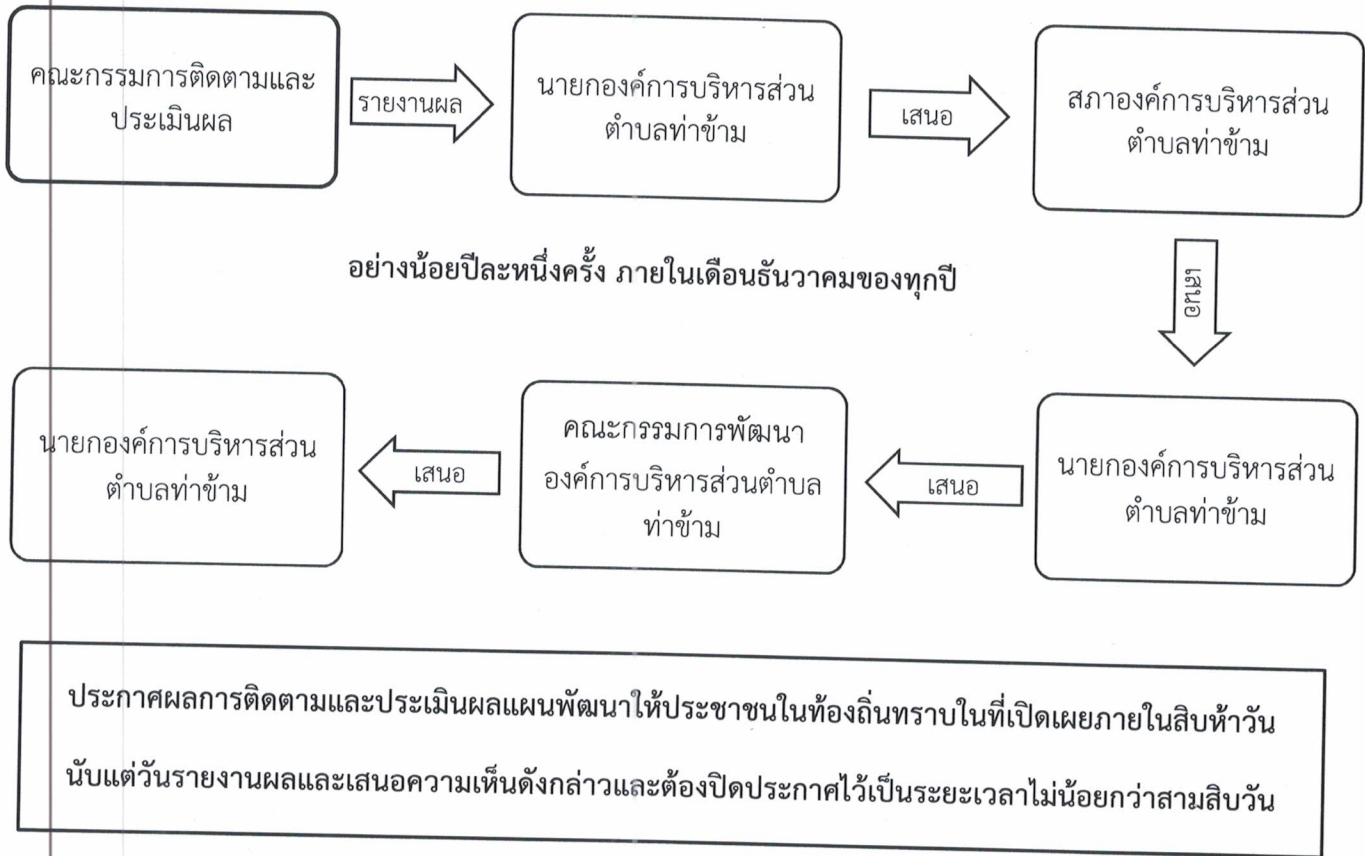 คณะกรรมการติดตามและ
ประเมินผล
รายงานผล
นายกองค์การบริหารส่วน
ตำบลท่าข้าม
เสนอ
สภาองค์การบริหารส่วน
ตำบลท่าข้าม
อย่างน้อยปีละหนึ่งครั้ง ภายในเดือนธันวาคมของทุกปี
เสนอ
นายกองค์การบริหารส่วน
ตำบลท่าข้าม
เสนอ
คณะกรรมการพัฒนา
องค์การบริหารส่วนตำบล
ท่าข้าม
เสนอ
นายกองค์การบริหารส่วน
ตำบลท่าข้าม
ประกาศผลการติดตามและประเมินผลแผนพัฒนาให้ประชาชนในท้องถิ่นทราบในที่เปิดเผยภายในสิบห้าวัน
นับแต่วันรายงานผลและเสนอความเห็นดังกล่าวและต้องปิดประกาศไว้เป็นระยะเวลาไม่น้อยกว่าสามสิบวัน